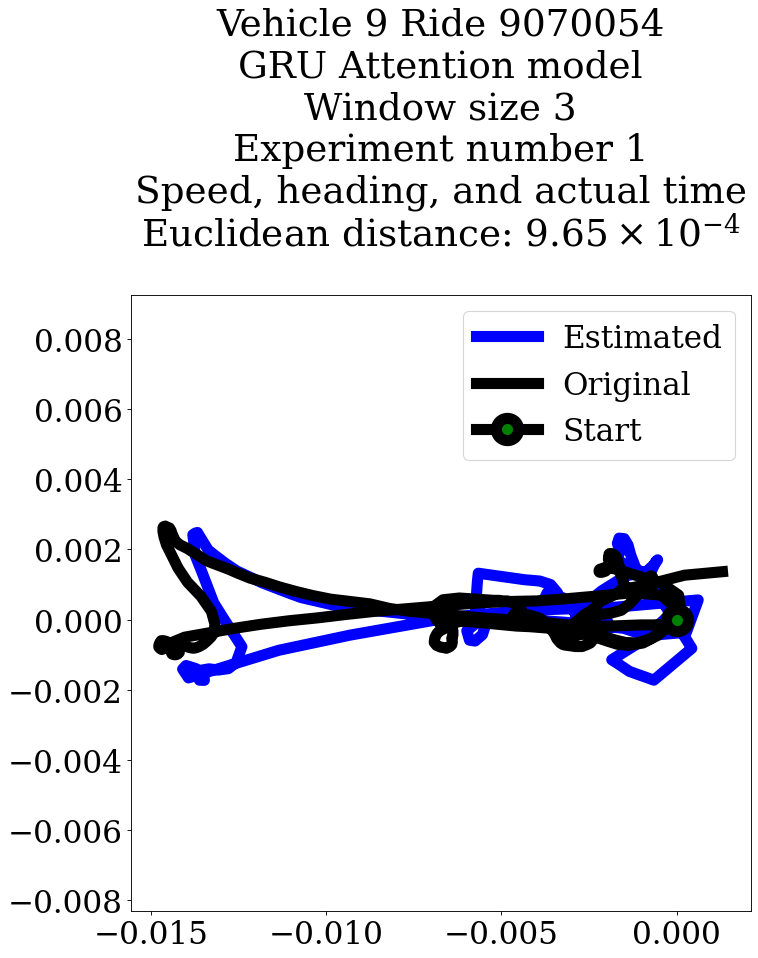 Vehicle 9 Ride 9070054
GRU Attention model
Window size 3
Experiment number 1
Speed, heading, and actual time
Euclidean distance: 9.65 × 10⁻⁴
Estimated
Original
Start
0.008
0.006
0.004
0.002
0.000
−0.002
−0.004
−0.006
−0.008
−0.015 −0.010 −0.005 0.000